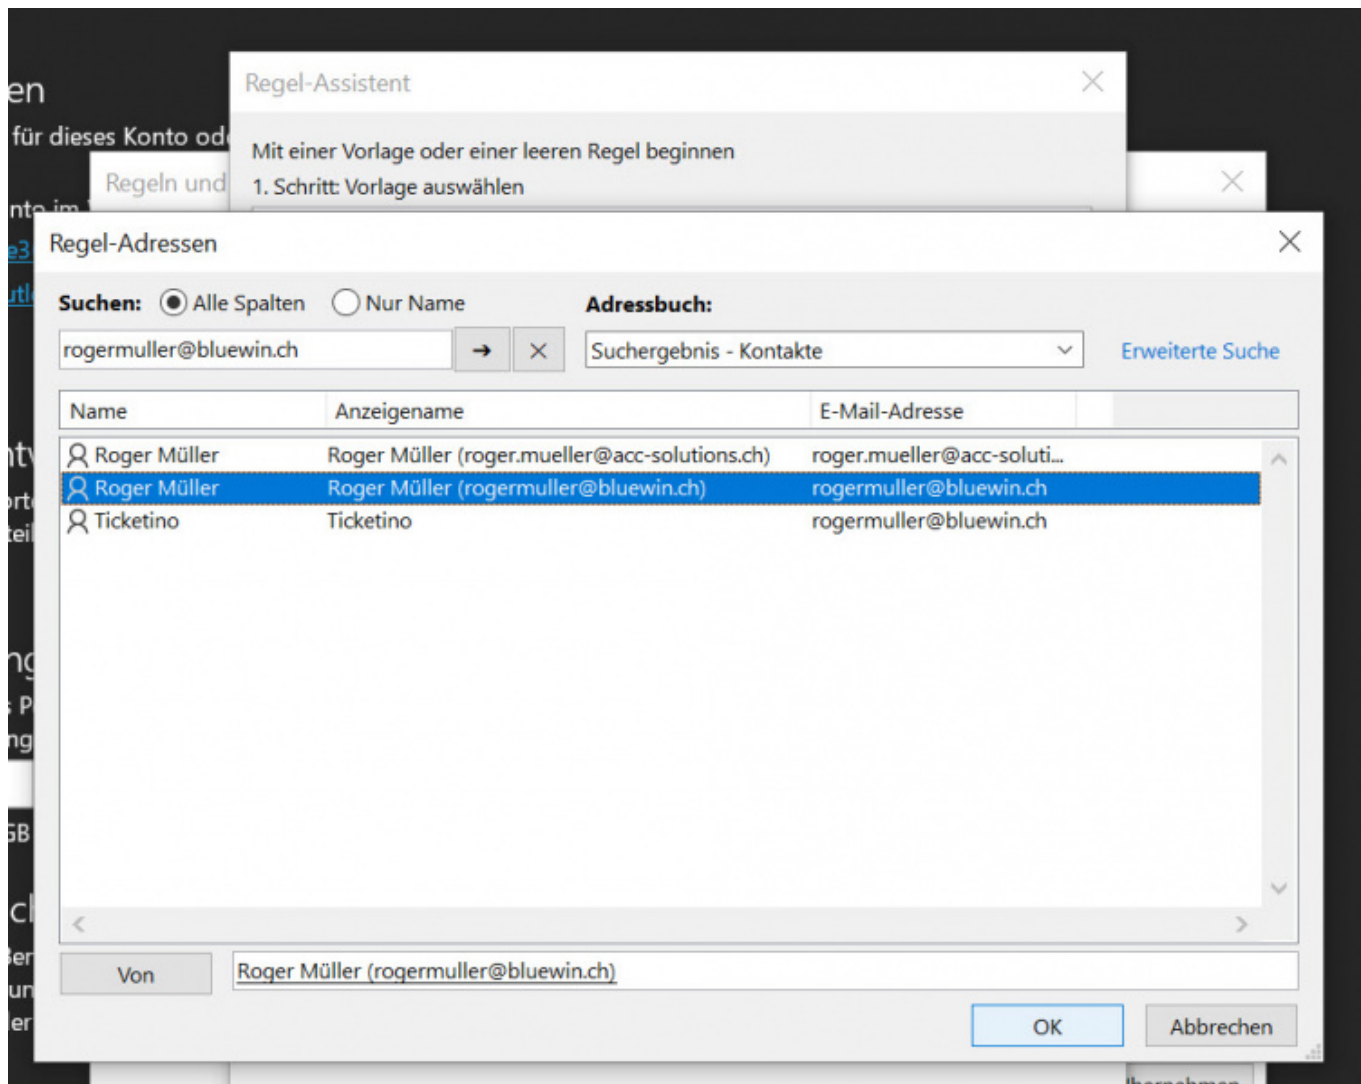 en
für dieses Konto ode
Regel-Assistent
Mit einer Vorlage oder einer leeren Regel beginnen
1. Schritt: Vorlage auswählen
Regeln und
Regel-Adressen
Suchen: Alle Spalten Nur Name Adressbuch:
rogermuller@bluewin.ch → × Suchergebnis - Kontakte Erweiterte Suche
Name Anzeigename E-Mail-Adresse
Roger Müller Roger Müller (roger.mueller@acc-solutions.ch) roger.mueller@acc-soluti...
Roger Müller Roger Müller (rogermuller@bluewin.ch) rogermuller@bluewin.ch
Ticketino Ticketino rogermuller@bluewin.ch
Von Roger Müller (rogermuller@bluewin.ch)
OK Abbrechen